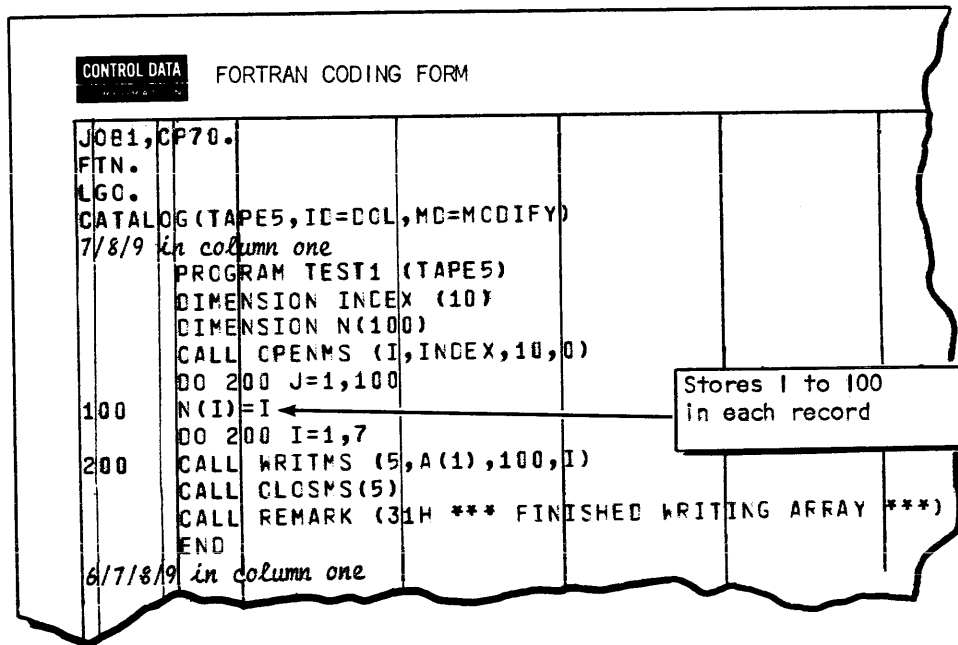 CONTROL DATA FORTRAN CODING FORM
JOB1,CP70.
FTN.
LGO.
CATALOG(TAPE5,ID=DOL,MD=MODIFY)
7/8/9 in column one
PROGRAM TEST1 (TAPE5)
DIMENSION INDEX (10)
DIMENSION N(100)
CALL OPENMS (I,INDEX,10,0)
DO 200 J=1,100
100 N(I)=I
Stores 1 to 100
in each record
DO 200 I=1,7
200 CALL WRITMS (5,A(1),100,I)
CALL CLOSMS(5)
CALL REMARK (31H *** FINISHED WRITING ARRAY ***)
END
6/7/8/9 in column one